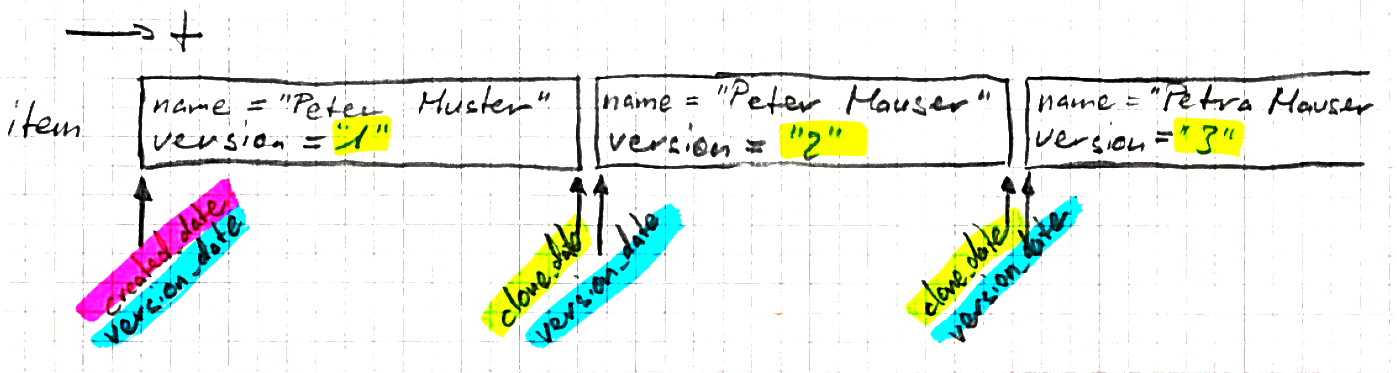 t
item
name = "Peter Muster"
version = "1"
name = "Peter Mauser"
version = "2"
name = "Petra Mauser
version = "3"
created_date
version_date
clone_date
version_date
clone_date
version_date